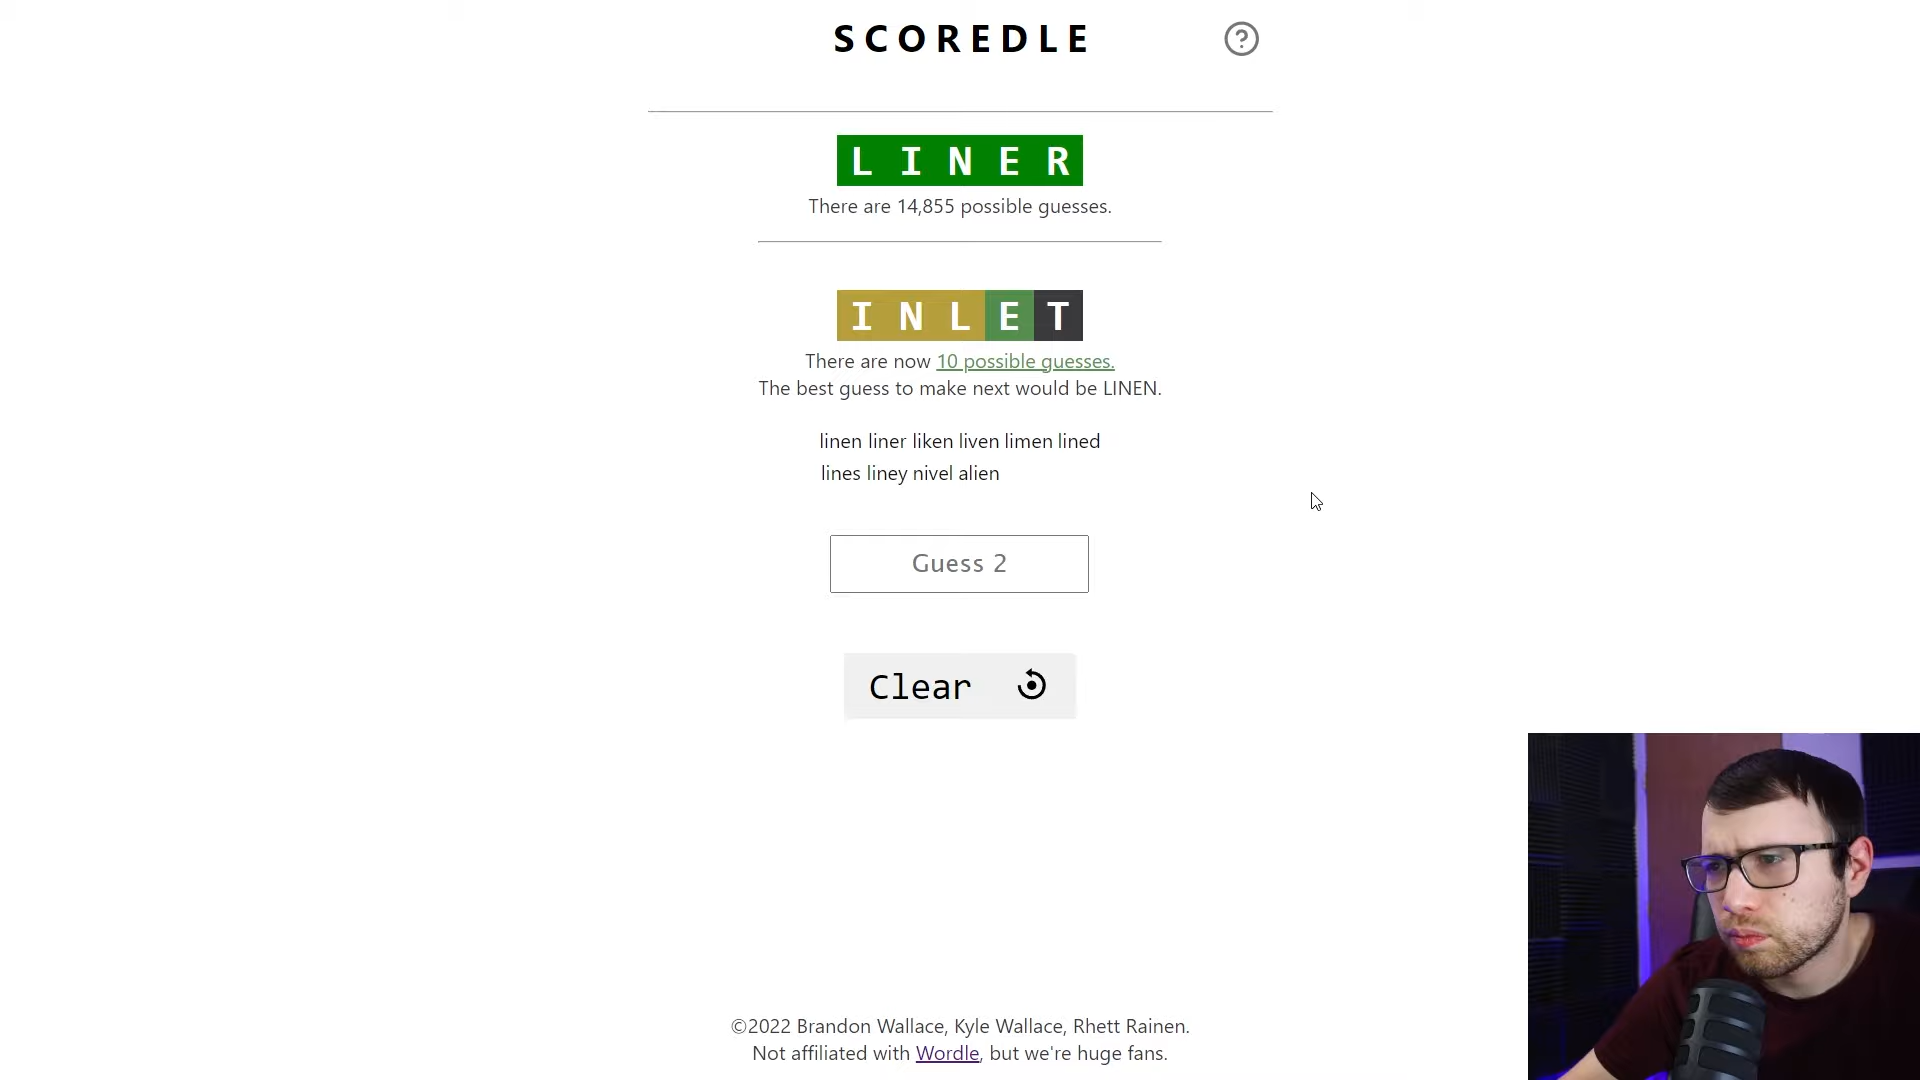 SCOREDLE
LINER
There are 14,855 possible guesses.
INLET
There are now 10 possible guesses.
The best guess to make next would be LINEN.
linen liner liken liven limen lined
lines liney nivel alien
Guess 2
Clear
©2022 Brandon Wallace, Kyle Wallace, Rhett Rainen.
Not affiliated with Wordle, but we're huge fans.